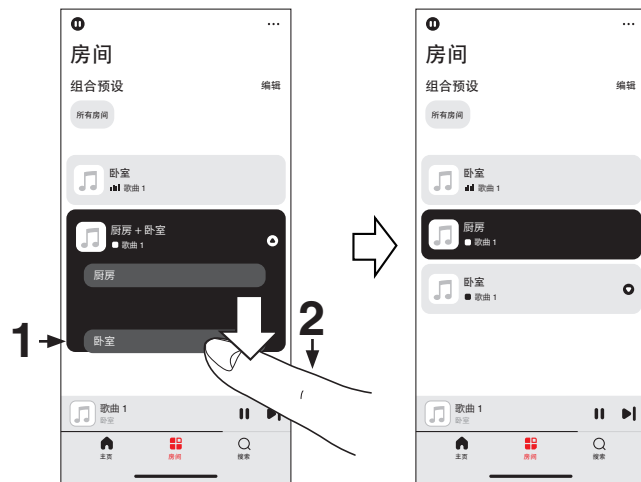 房间
组合预设 编辑
所有房间
卧室
歌曲 1
厨房 + 卧室
歌曲 1
厨房
卧室
1
2
歌曲 1
卧室
主页 房间 搜索
房间
组合预设 编辑
所有房间
卧室
歌曲 1
厨房
歌曲 1
卧室
歌曲 1
歌曲 1
卧室
主页 房间 搜索